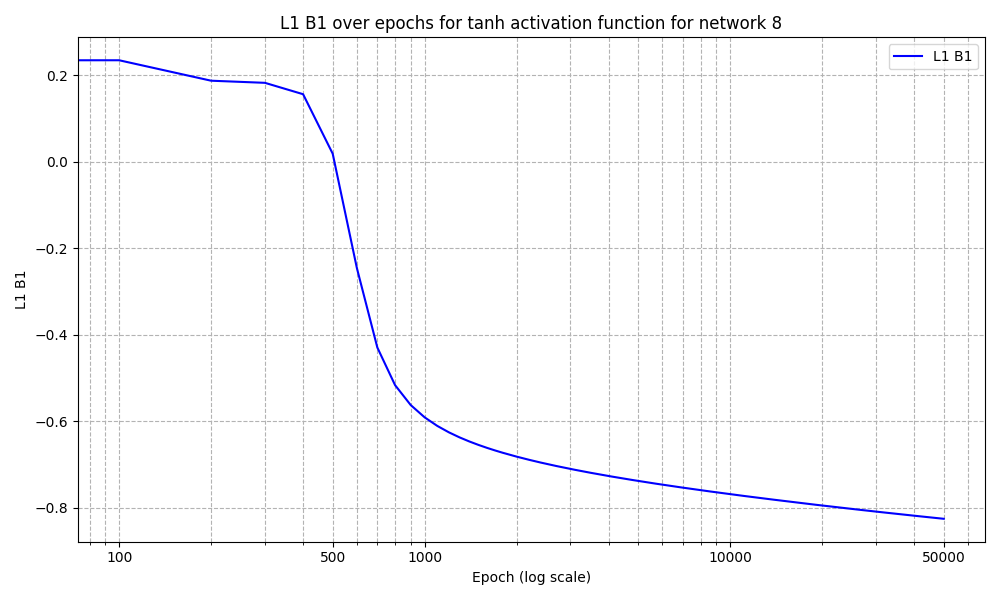 L1 B1 over epochs for tanh activation function for network 8
L1 B1
0.2
0.0
−0.2
−0.4
−0.6
−0.8
L1 B1
100
500
1000
10000
50000
Epoch (log scale)